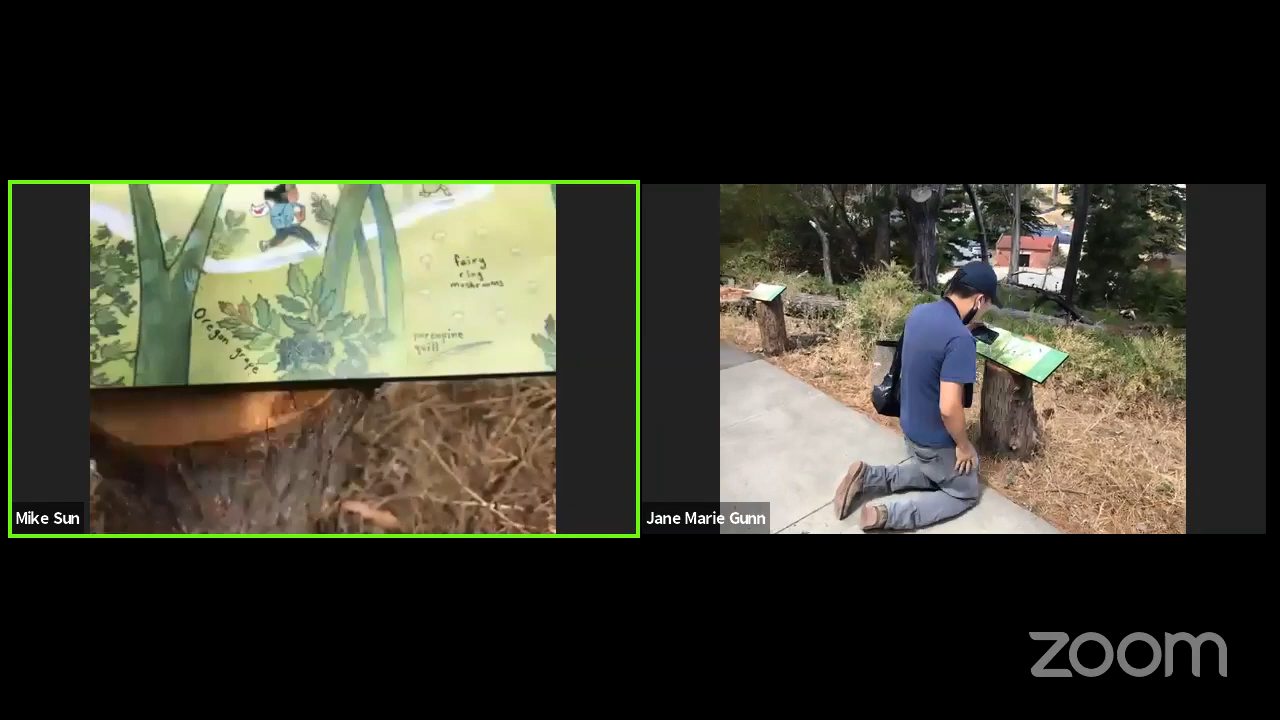 fairy
ring
mushrooms
Oregon grape
porcupine
quill
Mike Sun
Jane Marie Gunn
zoom